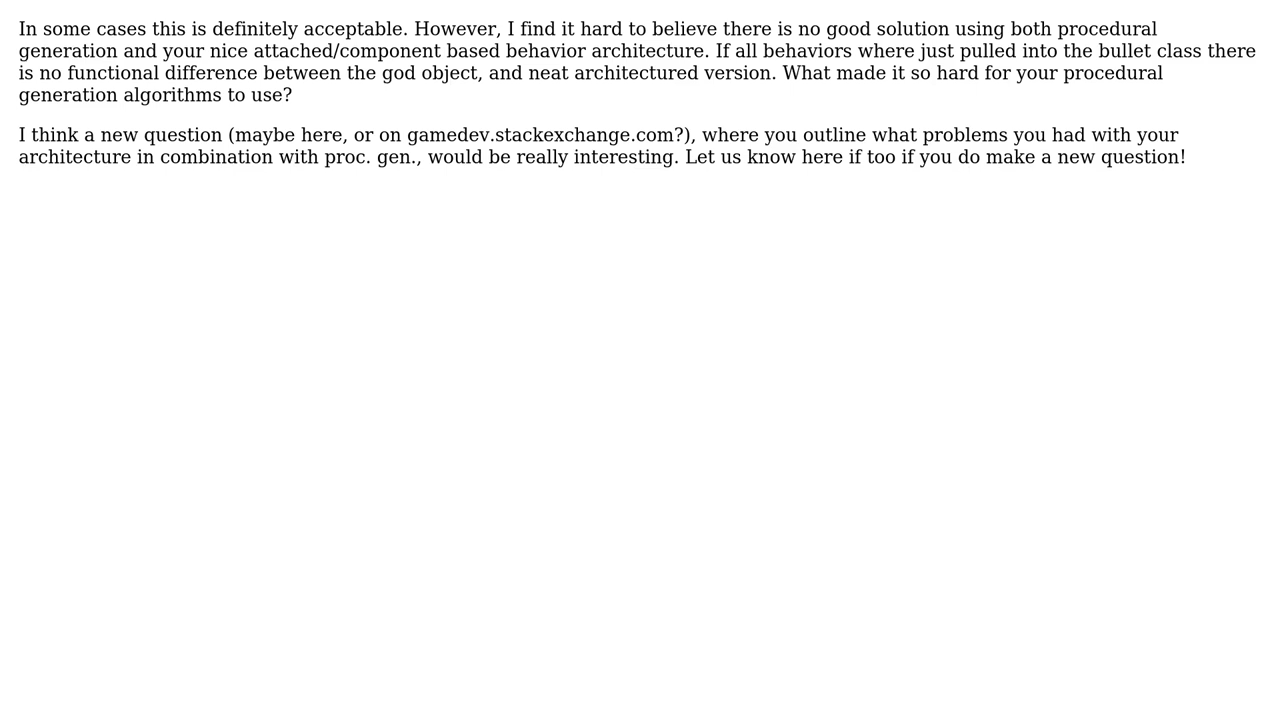 In some cases this is definitely acceptable. However, I find it hard to believe there is no good solution using both procedural
generation and your nice attached/component based behavior architecture. If all behaviors where just pulled into the bullet class there
is no functional difference between the god object, and neat architectured version. What made it so hard for your procedural
generation algorithms to use?
I think a new question (maybe here, or on gamedev.stackexchange.com?), where you outline what problems you had with your
architecture in combination with proc. gen., would be really interesting. Let us know here if too if you do make a new question!